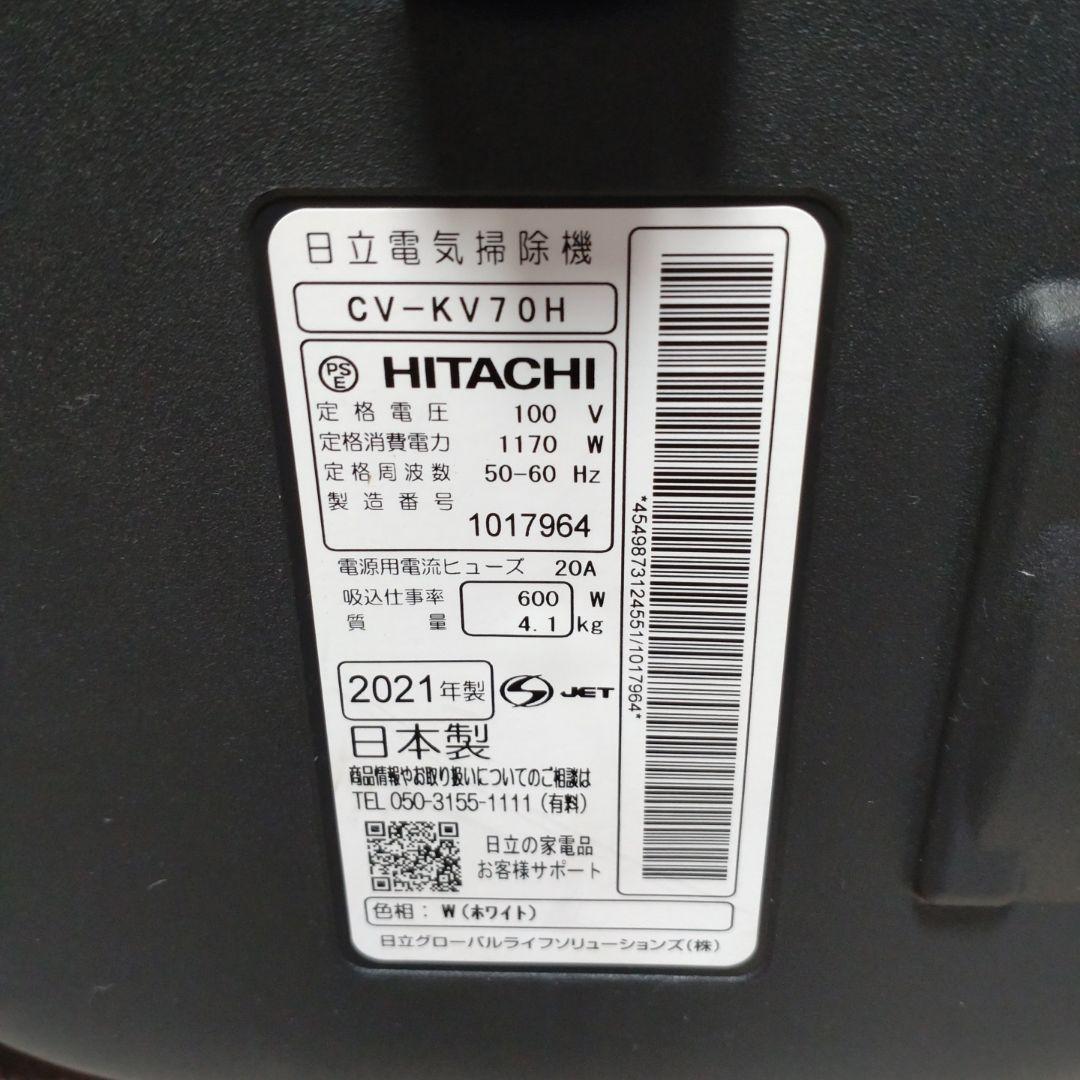 日立電気掃除機
CV-KV70H
PS
E
HITACHI
定格電圧 100 V
定格消費電力 1170 W
定格周波数 50-60 Hz
製造番号
1017964
電源用電流ヒューズ 20A
吸込仕事率 600 W
質量 4.1 kg
2021年製 S JET
日本製
商品情報やお取り扱いについてのご相談は
TEL 050-3155-1111 (有料)
日立の家電品
お客様サポート
色相: W(ホワイト)
日立グローバルライフソリューションズ(株)
*4549873124551/1017964*